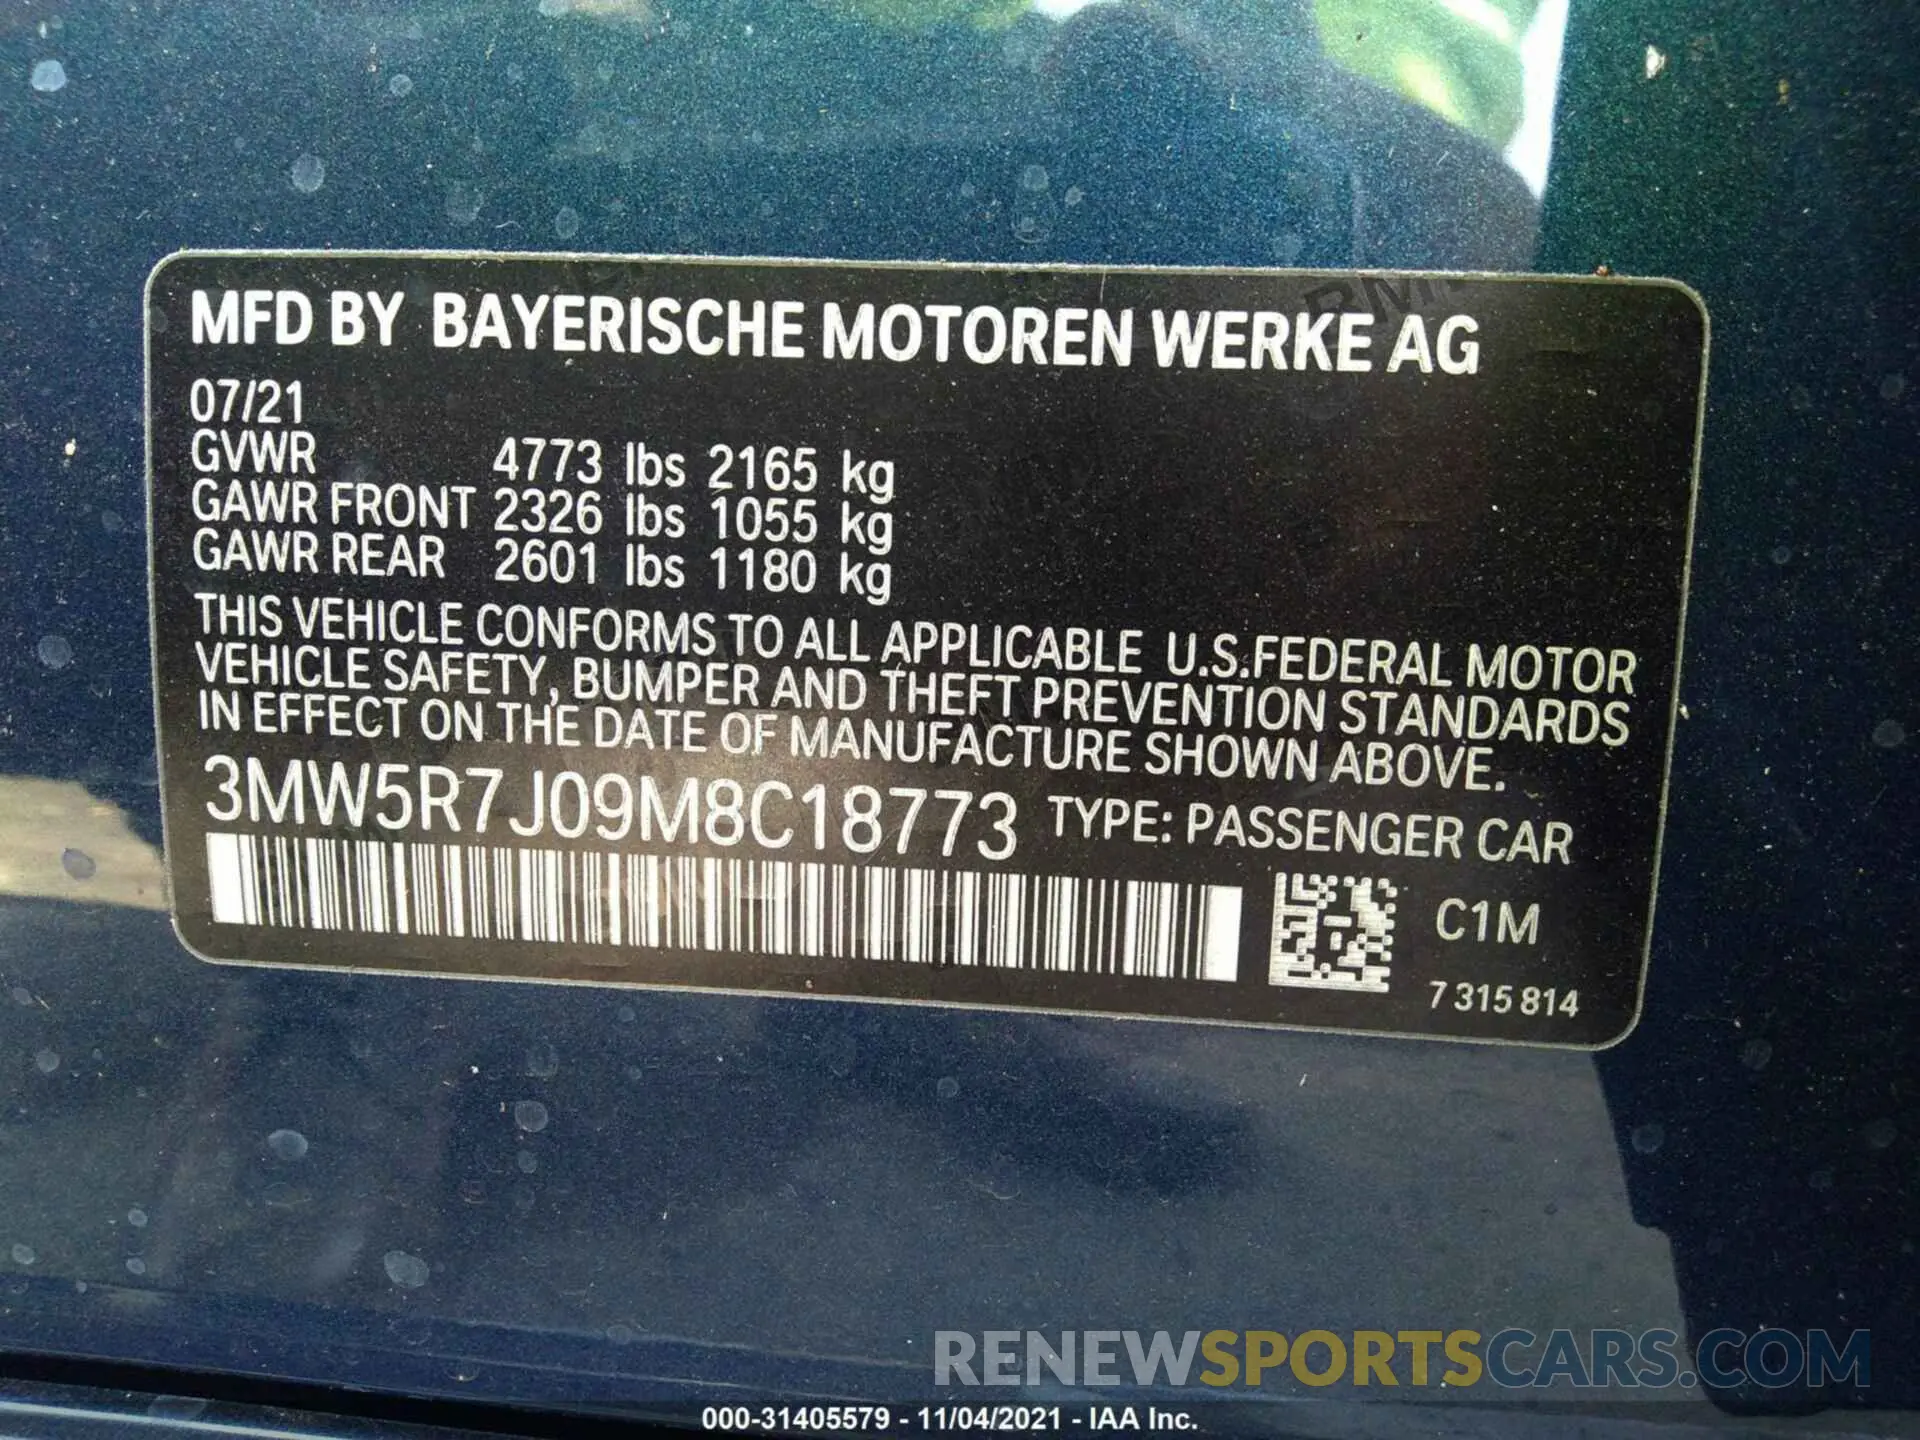 MFD BY BAYERISCHE MOTOREN WERKE AG
07/21
GVWR 4773 lbs 2165 kg
GAWR FRONT 2326 lbs 1055 kg
GAWR REAR 2601 lbs 1180 kg
THIS VEHICLE CONFORMS TO ALL APPLICABLE U.S.FEDERAL MOTOR
VEHICLE SAFETY, BUMPER AND THEFT PREVENTION STANDARDS
IN EFFECT ON THE DATE OF MANUFACTURE SHOWN ABOVE.
3MW5R7J09M8C18773 TYPE: PASSENGER CAR
C1M
7 315 814
RENEWSPORTSCARS.COM
000-31405579 - 11/04/2021 - IAA Inc.